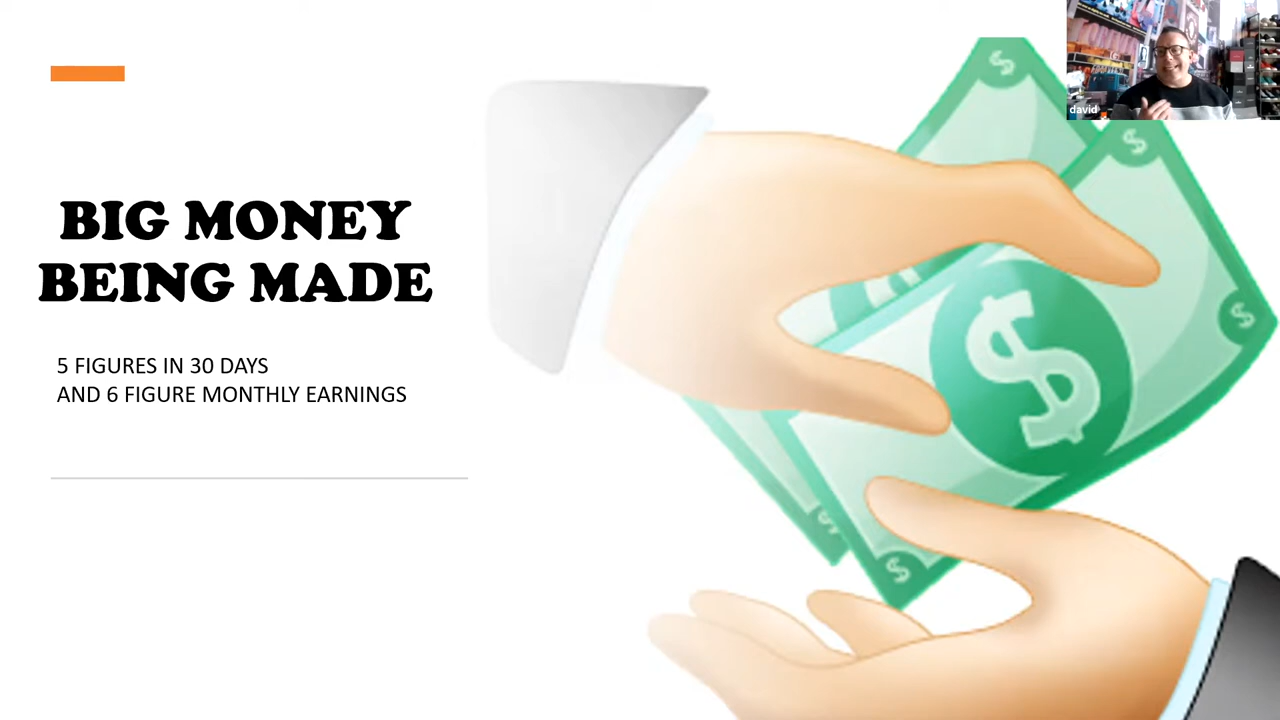 BIG MONEY
BEING MADE
5 FIGURES IN 30 DAYS
AND 6 FIGURE MONTHLY EARNINGS
david
$
$
$
$
$